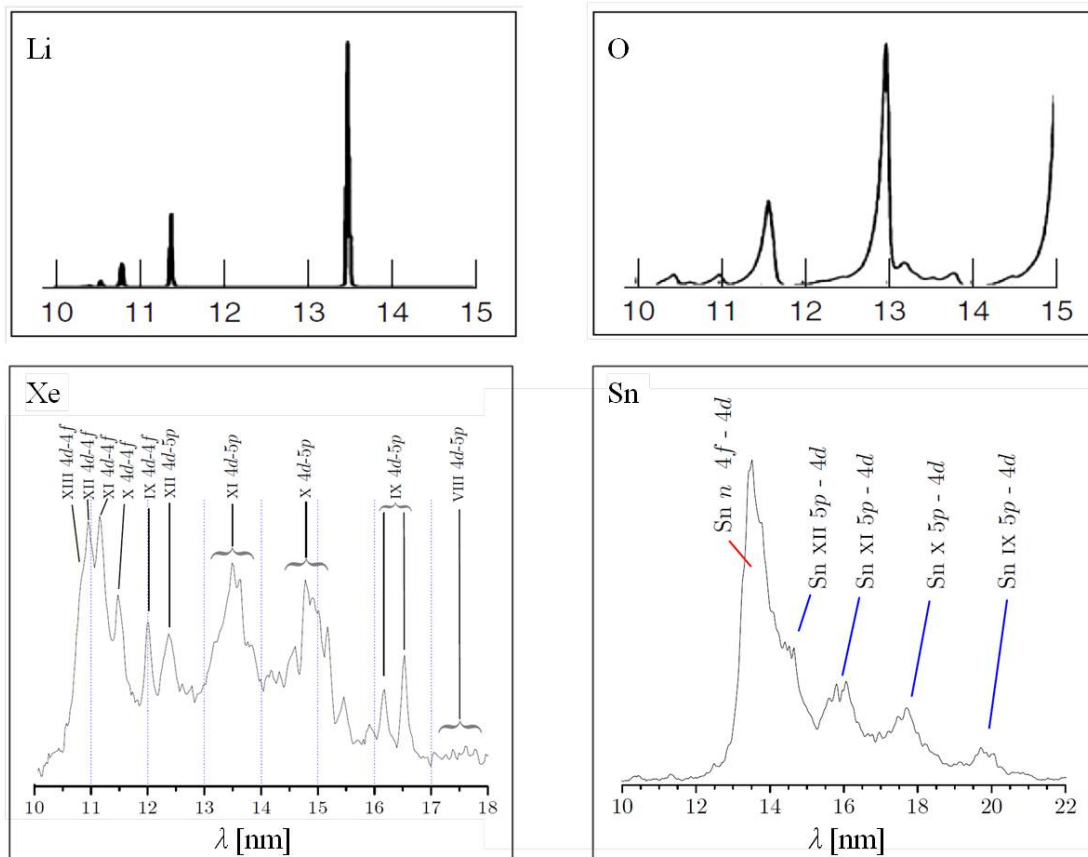 Li
10 11 12 13 14 15
O
10 11 12 13 14 15
Xe
XIII 4d-4f
XII 4d-4f
XI 4d-4f
X 4d-4f
IX 4d-4f
XII 4d-5p
XI 4d-5p
X 4d-5p
IX 4d-5p
VIII 4d-5p
10 11 12 13 14 15 16 17 18
λ [nm]
Sn
Sn n 4f - 4d
Sn XII 5p - 4d
Sn XI 5p - 4d
Sn X 5p - 4d
Sn IX 5p - 4d
10 12 14 16 18 20 22
λ [nm]